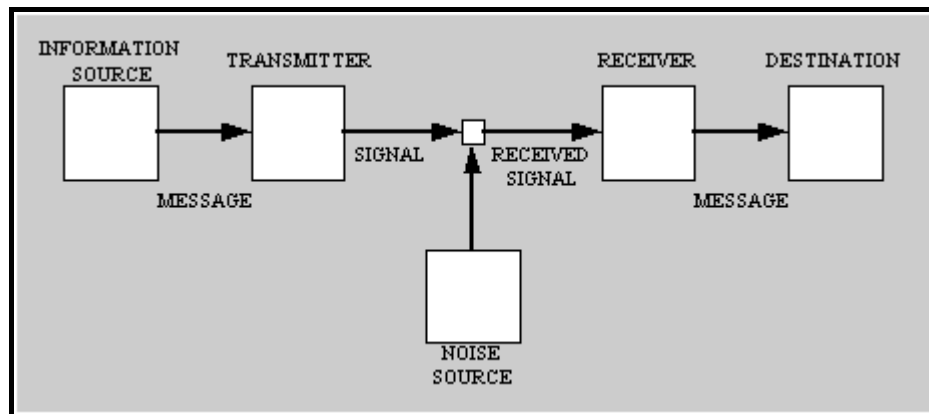 INFORMATION
SOURCE
TRANSMITTER
RECEIVER
DESTINATION
SIGNAL
RECEIVED
SIGNAL
MESSAGE
MESSAGE
NOISE
SOURCE